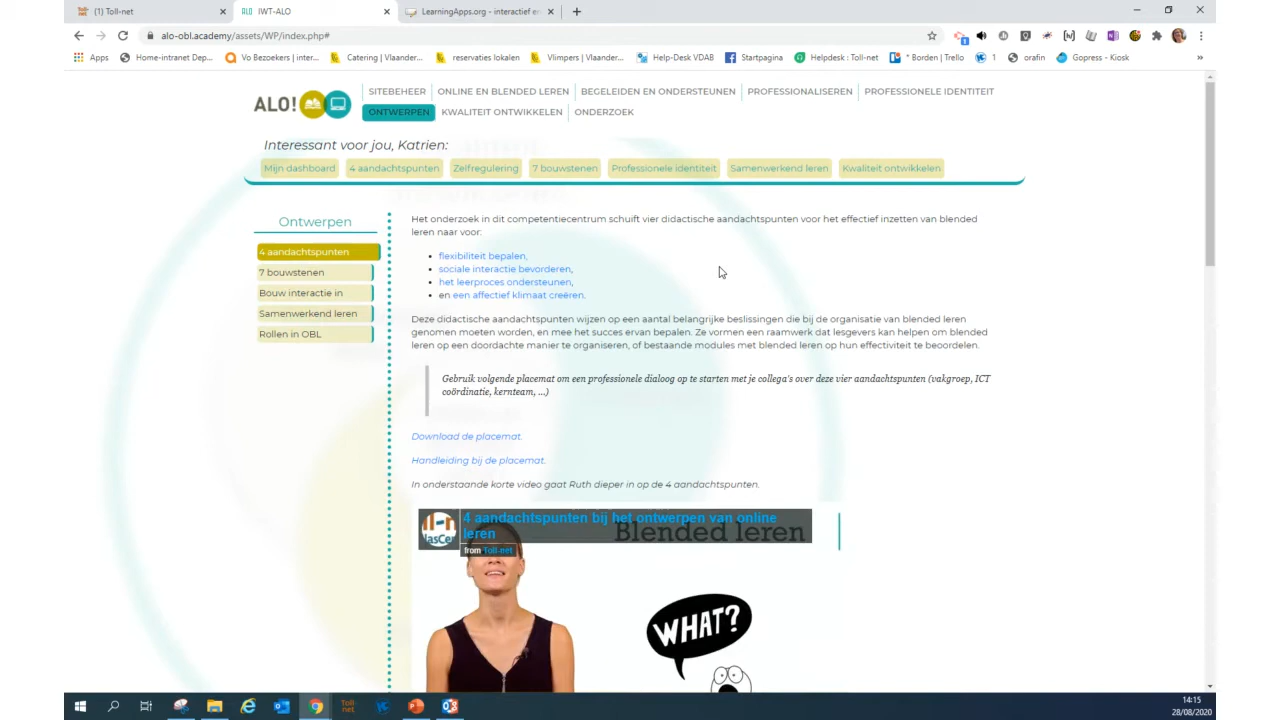 (1) Toll-net
IWT-ALO
LearningApps.org - interactief e
alo-obl.academy/assets/WP/index.php#
Apps
Home-intranet Dep...
Vo Bezoekers | inter...
Catering | Vlaander...
reservaties lokalen
Vlimpers | Vlaander...
Help-Desk VDAB
Startpagina
Helpdesk : Toll-net
* Borden | Trello
1
orafin
Gopress - Kiosk
»
ALO!
SITEBEHEER
ONLINE EN BLENDED LEREN
BEGELEIDEN EN ONDERSTEUNEN
PROFESSIONALISEREN
PROFESSIONELE IDENTITEIT
ONTWERPEN
KWALITEIT ONTWIKKELEN
ONDERZOEK
Interessant voor jou, Katrien:
Mijn dashboard
4 aandachtspunten
Zelfregulering
7 bouwstenen
Professionele identiteit
Samenwerkend leren
Kwaliteit ontwikkelen
Ontwerpen
4 aandachtspunten
7 bouwstenen
Bouw interactie in
Samenwerkend leren
Rollen in OBL
Het onderzoek in dit competentiecentrum schuift vier didactische aandachtspunten voor het effectief inzetten van blended
leren naar voor:
• flexibiliteit bepalen,
• sociale interactie bevorderen,
• het leerproces ondersteunen,
• en een affectief klimaat creëren.
Deze didactische aandachtspunten wijzen op een aantal belangrijke beslissingen die bij de organisatie van blended leren
genomen moeten worden, en mee het succes ervan bepalen. Ze vormen een raamwerk dat lesgevers kan helpen om blended
leren op een doordachte manier te organiseren, of bestaande modules met blended leren op hun effectiviteit te beoordelen.
Gebruik volgende placemat om een professionele dialoog op te starten met je collega's over deze vier aandachtspunten (vakgroep, ICT
coördinatie, kernteam, ...)
Download de placemat.
Handleiding bij de placemat.
In onderstaande korte video gaat Ruth dieper in op de 4 aandachtspunten.
4 aandachtspunten bij het ontwerpen van online
leren
from Toll-net
Blended leren
WHAT?
Toll-
net
14:15
28/08/2020